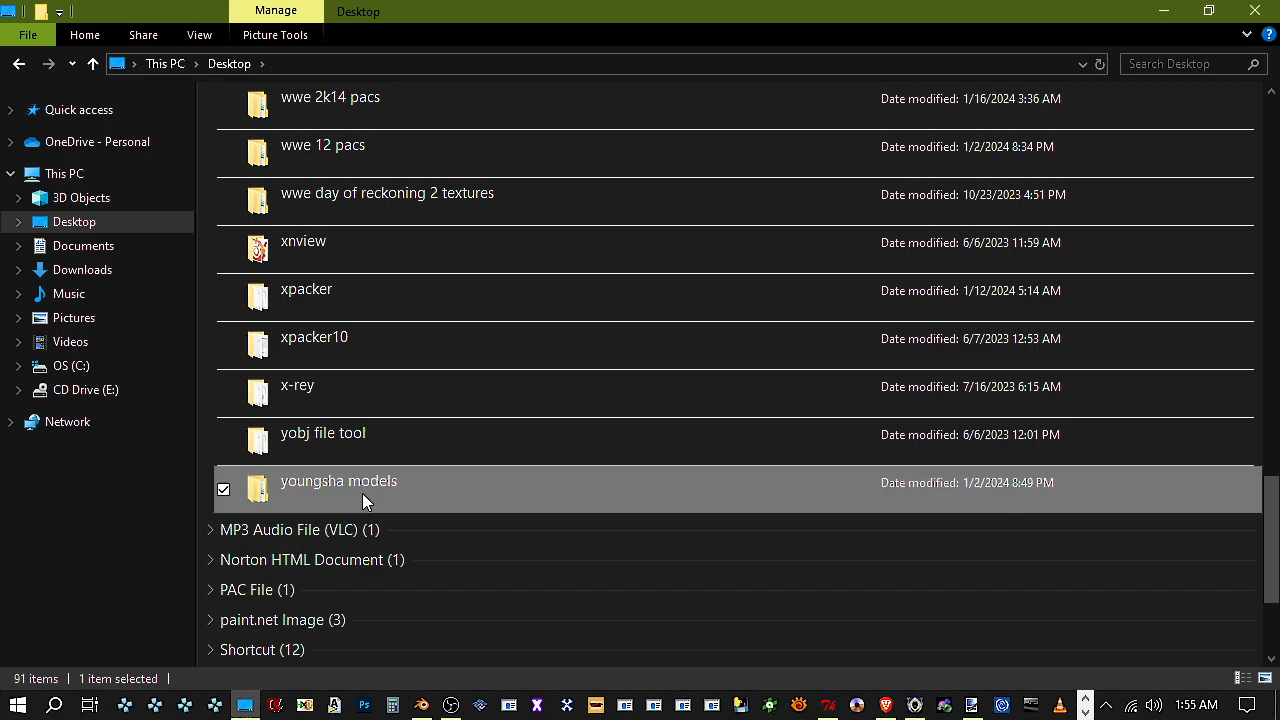 Manage
Desktop
File
Home
Share
View
Picture Tools
This PC
Desktop
Search Desktop
Quick access
OneDrive - Personal
This PC
3D Objects
Desktop
Documents
Downloads
Music
Pictures
Videos
OS (C:)
CD Drive (E:)
Network
wwe 2k14 pacs Date modified: 1/16/2024 3:36 AM
wwe 12 pacs Date modified: 1/2/2024 8:34 PM
wwe day of reckoning 2 textures Date modified: 10/23/2023 4:51 PM
xnview Date modified: 6/6/2023 11:59 AM
xpacker Date modified: 1/12/2024 5:14 AM
xpacker10 Date modified: 6/7/2023 12:53 AM
x-rey Date modified: 7/16/2023 6:15 AM
yobj file tool Date modified: 6/6/2023 12:01 PM
youngsha models Date modified: 1/2/2024 8:49 PM
MP3 Audio File (VLC) (1)
Norton HTML Document (1)
PAC File (1)
paint.net Image (3)
Shortcut (12)
91 items
1 item selected
1:55 AM